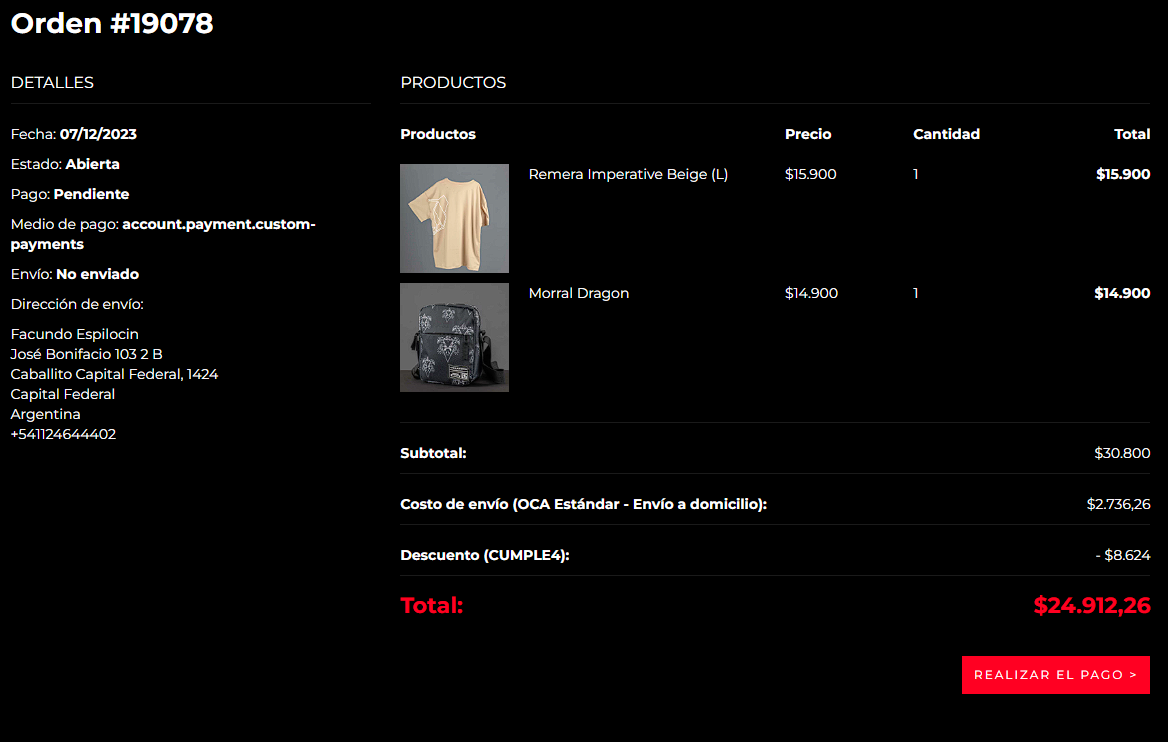 Orden #19078
DETALLES
Fecha: 07/12/2023
Estado: Abierta
Pago: Pendiente
Medio de pago: account.payment.custom-
payments
Envío: No enviado
Dirección de envío:
Facundo Espilocin
José Bonifacio 103 2 B
Caballito Capital Federal, 1424
Capital Federal
Argentina
+541124644402
PRODUCTOS
Productos Precio Cantidad Total
Remera Imperative Beige (L) $15.900 1 $15.900
Morral Dragon $14.900 1 $14.900
Subtotal: $30.800
Costo de envío (OCA Estándar - Envío a domicilio): $2.736,26
Descuento (CUMPLE4): - $8.624
Total: $24.912,26
REALIZAR EL PAGO >